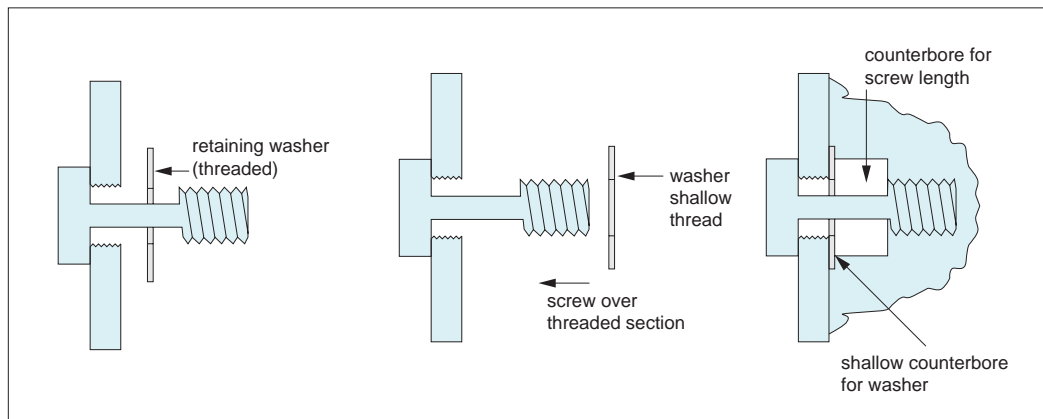 retaining washer
(threaded)
washer
shallow
thread
screw over
threaded section
counterbore for
screw length
shallow counterbore
for washer